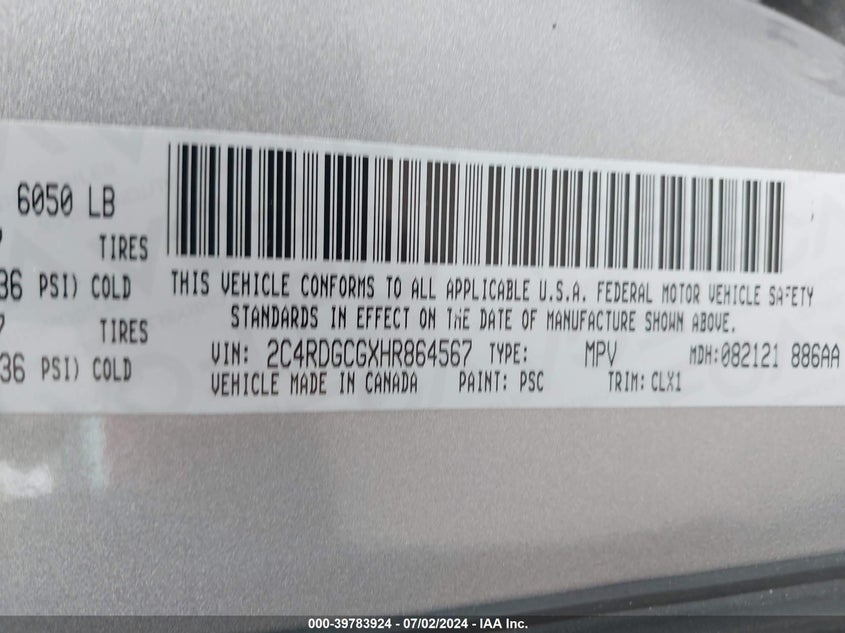 6050 LB
TIRES
36 PSI) COLD
TIRES
36 PSI) COLD
THIS VEHICLE CONFORMS TO ALL APPLICABLE U.S.A. FEDERAL MOTOR VEHICLE SAFETY
STANDARDS IN EFFECT ON THE DATE OF MANUFACTURE SHOWN ABOVE.
VIN: 2C4RDGCGXHR864567 TYPE: MPV MDH:082121 886AA
VEHICLE MADE IN CANADA PAINT: PSC TRIM: CLX1
000-39783924 - 07/02/2024 - IAA Inc.